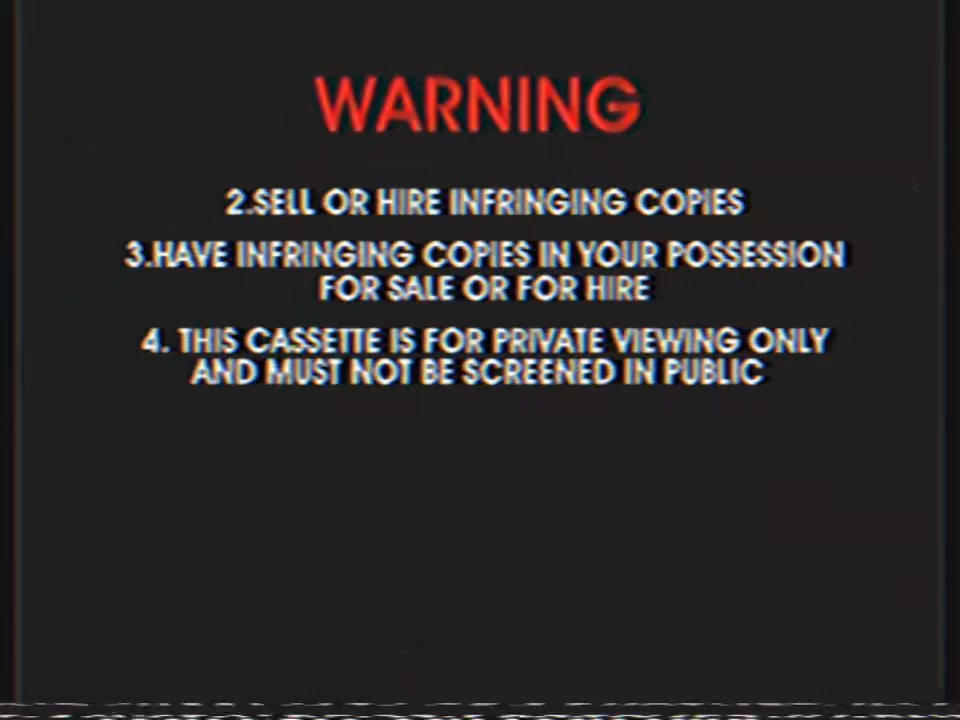 WARNING
2.SELL OR HIRE INFRINGING COPIES
3.HAVE INFRINGING COPIES IN YOUR POSSESSION
FOR SALE OR FOR HIRE
4. THIS CASSETTE IS FOR PRIVATE VIEWING ONLY
AND MUST NOT BE SCREENED IN PUBLIC